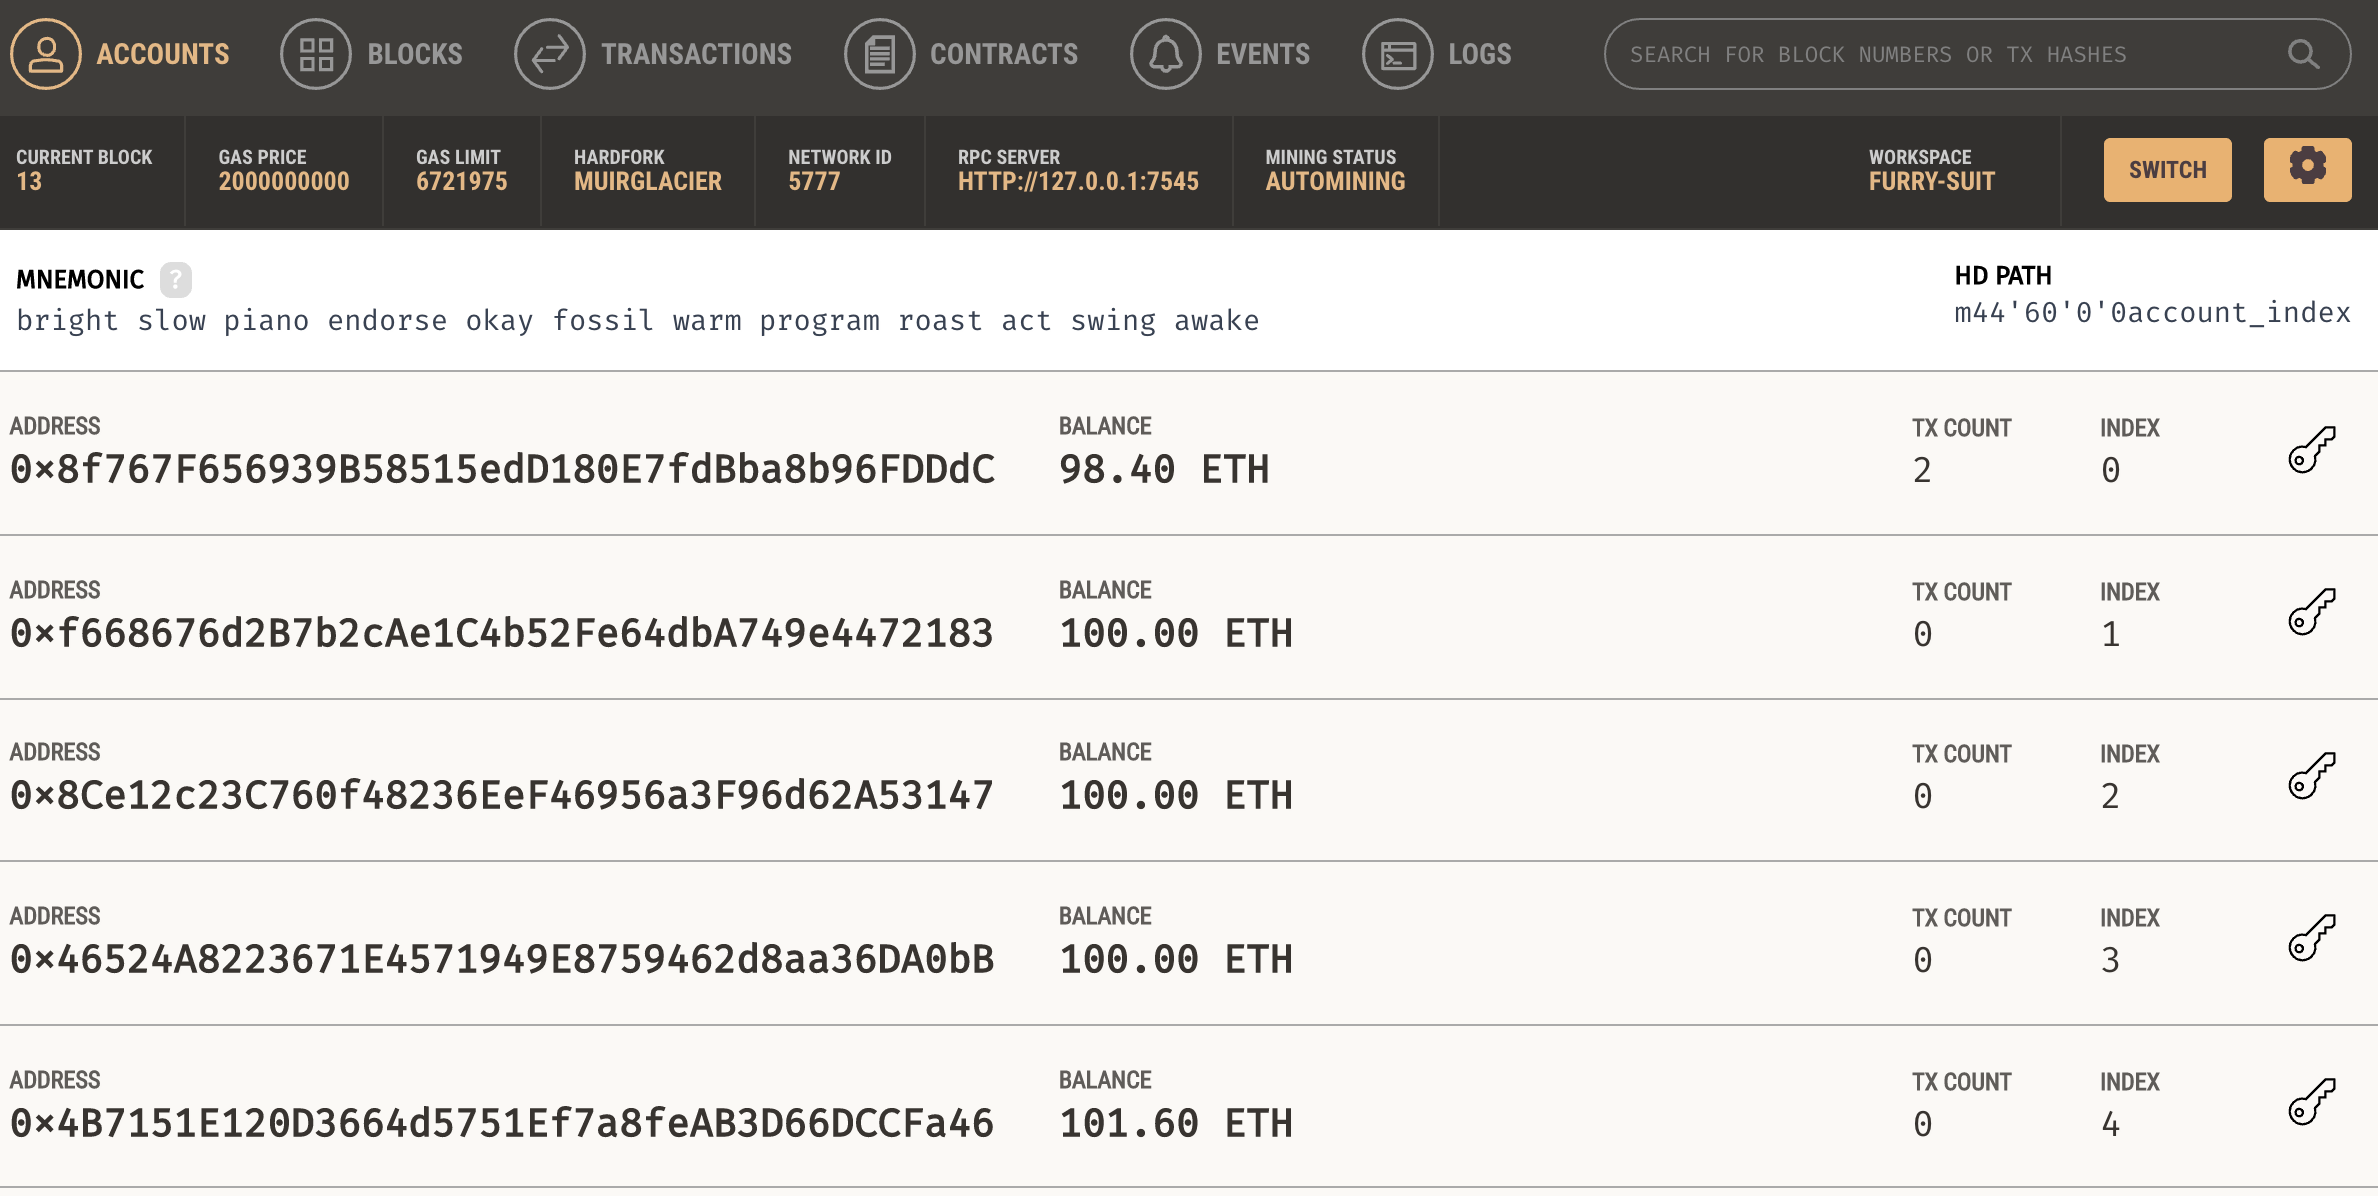 ACCOUNTS BLOCKS TRANSACTIONS CONTRACTS EVENTS LOGS SEARCH FOR BLOCK NUMBERS OR TX HASHES
CURRENT BLOCK GAS PRICE GAS LIMIT HARDFORK NETWORK ID RPC SERVER MINING STATUS WORKSPACE
13 2000000000 6721975 MUIRGLACIER 5777 HTTP://127.0.0.1:7545 AUTOMINING FURRY-SUIT SWITCH
MNEMONIC ? HD PATH
bright slow piano endorse okay fossil warm program roast act swing awake m44'60'0'0account_index
ADDRESS BALANCE TX COUNT INDEX
0×8f767F656939B58515edD180E7fdBba8b96FDDdC 98.40 ETH 2 0
ADDRESS BALANCE TX COUNT INDEX
0×f668676d2B7b2cAe1C4b52Fe64dbA749e4472183 100.00 ETH 0 1
ADDRESS BALANCE TX COUNT INDEX
0×8Ce12c23C760f48236EeF46956a3F96d62A53147 100.00 ETH 0 2
ADDRESS BALANCE TX COUNT INDEX
0×46524A8223671E4571949E8759462d8aa36DA0bB 100.00 ETH 0 3
ADDRESS BALANCE TX COUNT INDEX
0×4B7151E120D3664d5751Ef7a8feAB3D66DCCFa46 101.60 ETH 0 4